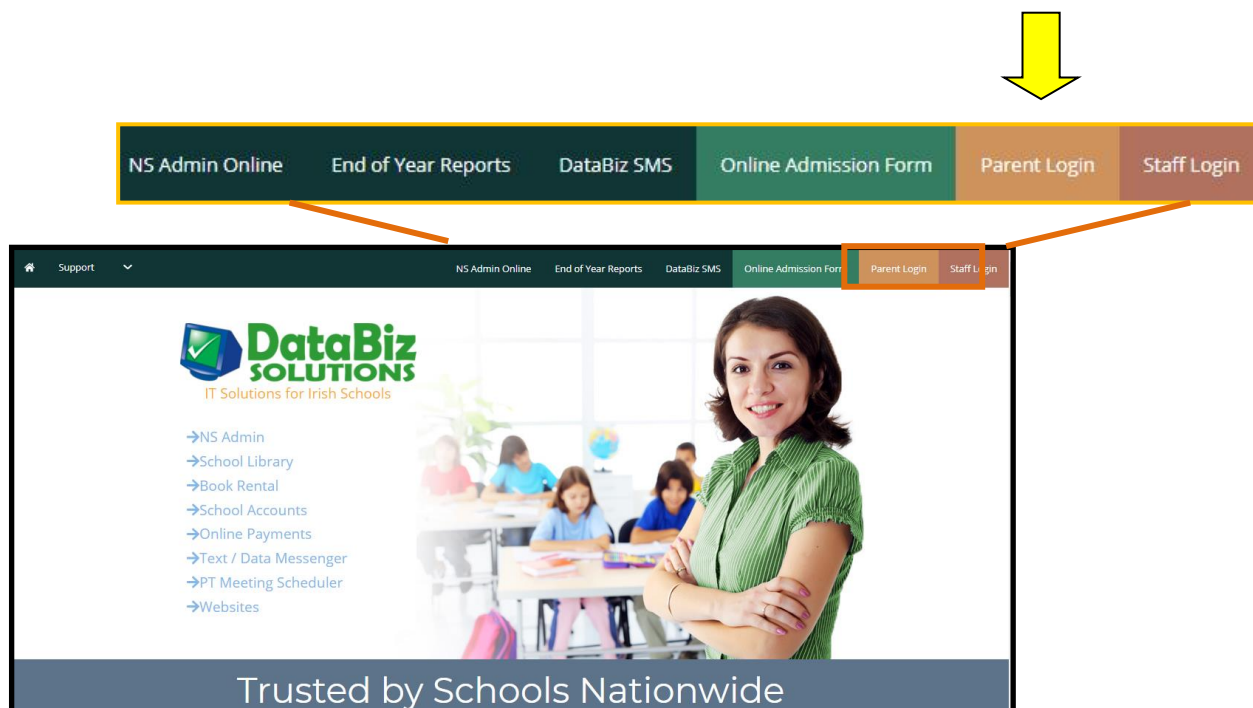 NS Admin Online End of Year Reports DataBiz SMS Online Admission Form Parent Login Staff Login
Support NS Admin Online End of Year Reports DataBiz SMS Online Admission Form Parent Login Staff Login
DataBiz
SOLUTIONS
IT Solutions for Irish Schools
NS Admin
School Library
Book Rental
School Accounts
Online Payments
Text / Data Messenger
PT Meeting Scheduler
Websites
Trusted by Schools Nationwide